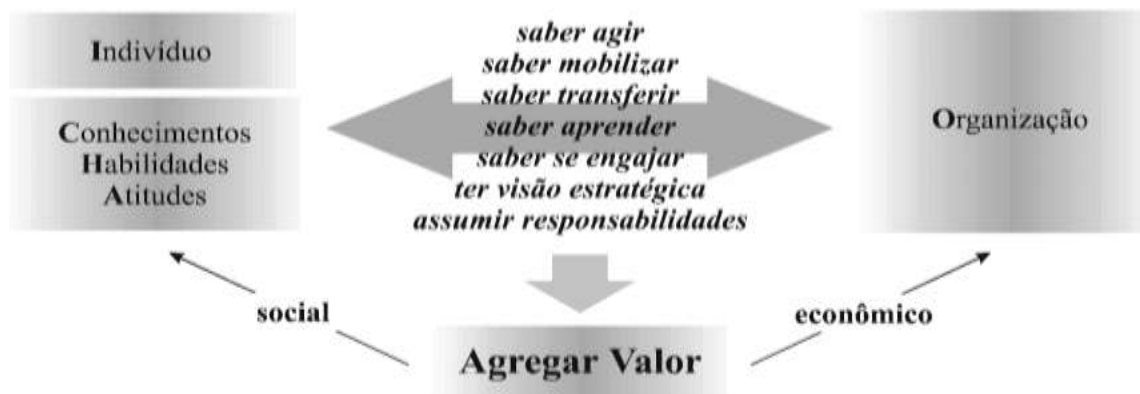 Indivíduo
Conhecimentos
Habilidades
Atitudes
saber agir
saber mobilizar
saber transferir
saber aprender
saber se engajar
ter visão estratégica
assumir responsabilidades
Organização
social
econômico
Agregar Valor